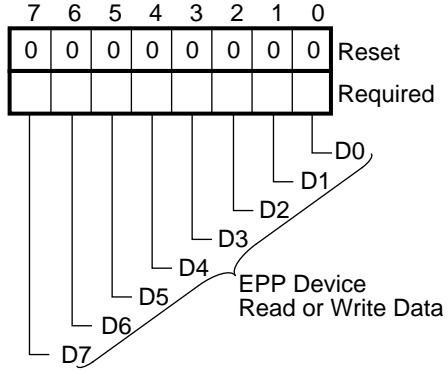 7 6 5 4 3 2 1 0
0 0 0 0 0 0 0 0 Reset
Required
D0
D1
D2
D3
D4
D5
D6
D7
EPP Device
Read or Write Data